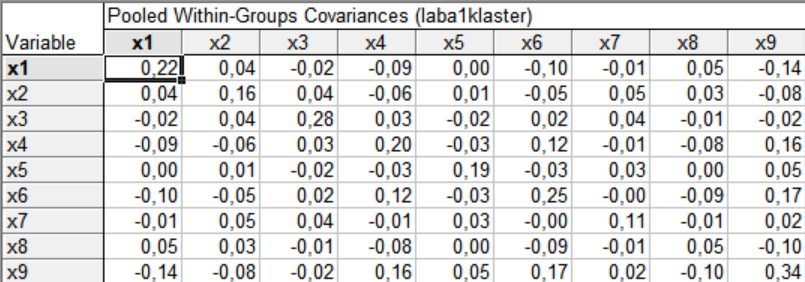 Pooled Within-Groups Covariances (laba1klaster)
Variable x1 x2 x3 x4 x5 x6 x7 x8 x9
x1 0,22 0,04 -0,02 -0,09 0,00 -0,10 -0,01 0,05 -0,14
x2 0,04 0,16 0,04 -0,06 0,01 -0,05 0,05 0,03 -0,08
x3 -0,02 0,04 0,28 0,03 -0,02 0,02 0,04 -0,01 -0,02
x4 -0,09 -0,06 0,03 0,20 -0,03 0,12 -0,01 -0,08 0,16
x5 0,00 0,01 -0,02 -0,03 0,19 -0,03 0,03 0,00 0,05
x6 -0,10 -0,05 0,02 0,12 -0,03 0,25 -0,00 -0,09 0,17
x7 -0,01 0,05 0,04 -0,01 0,03 -0,00 0,11 -0,01 0,02
x8 0,05 0,03 -0,01 -0,08 0,00 -0,09 -0,01 0,05 -0,10
x9 -0,14 -0,08 -0,02 0,16 0,05 0,17 0,02 -0,10 0,34